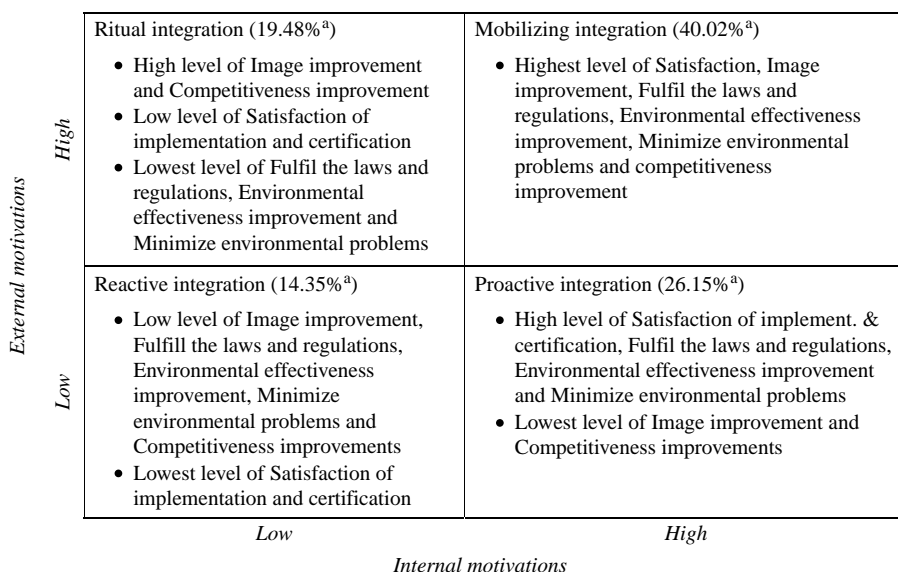 Ritual integration (19.48%ᵃ)
• High level of Image improvement
and Competitiveness improvement
• Low level of Satisfaction of
implementation and certification
• Lowest level of Fulfil the laws and
regulations, Environmental
effectiveness improvement and
Minimize environmental problems
Mobilizing integration (40.02%ᵃ)
• Highest level of Satisfaction, Image
improvement, Fulfil the laws and
regulations, Environmental effectiveness
improvement, Minimize environmental
problems and competitiveness
improvement
High
External motivations
Reactive integration (14.35%ᵃ)
• Low level of Image improvement,
Fulfill the laws and regulations,
Environmental effectiveness
improvement, Minimize
environmental problems and
Competitiveness improvements
• Lowest level of Satisfaction of
implementation and certification
Proactive integration (26.15%ᵃ)
• High level of Satisfaction of implement. &
certification, Fulfil the laws and regulations,
Environmental effectiveness improvement
and Minimize environmental problems
• Lowest level of Image improvement and
Competitiveness improvements
Low
Low
High
Internal motivations